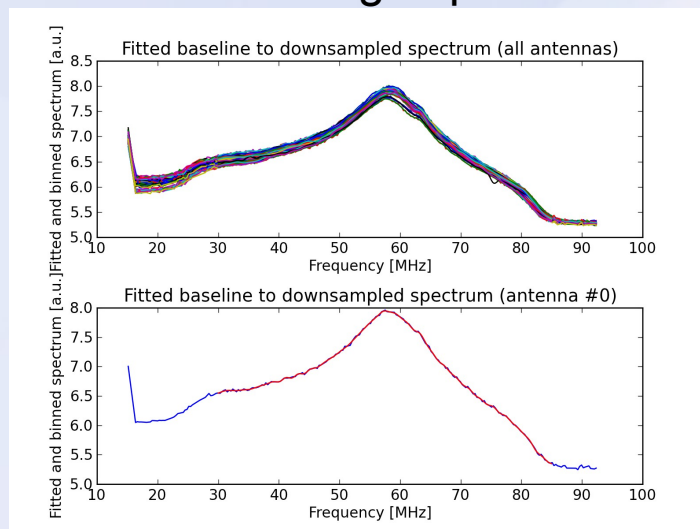 Fitted baseline to downsampled spectrum (all antennas)
Fitted and binned spectrum [a.u.]
8.5
8.0
7.5
7.0
6.5
6.0
5.5
5.0
10 20 30 40 50 60 70 80 90 100
Frequency [MHz]
Fitted baseline to downsampled spectrum (antenna #0)
Fitted and binned spectrum [a.u.]
8.0
7.5
7.0
6.5
6.0
5.5
5.0
10 20 30 40 50 60 70 80 90 100
Frequency [MHz]